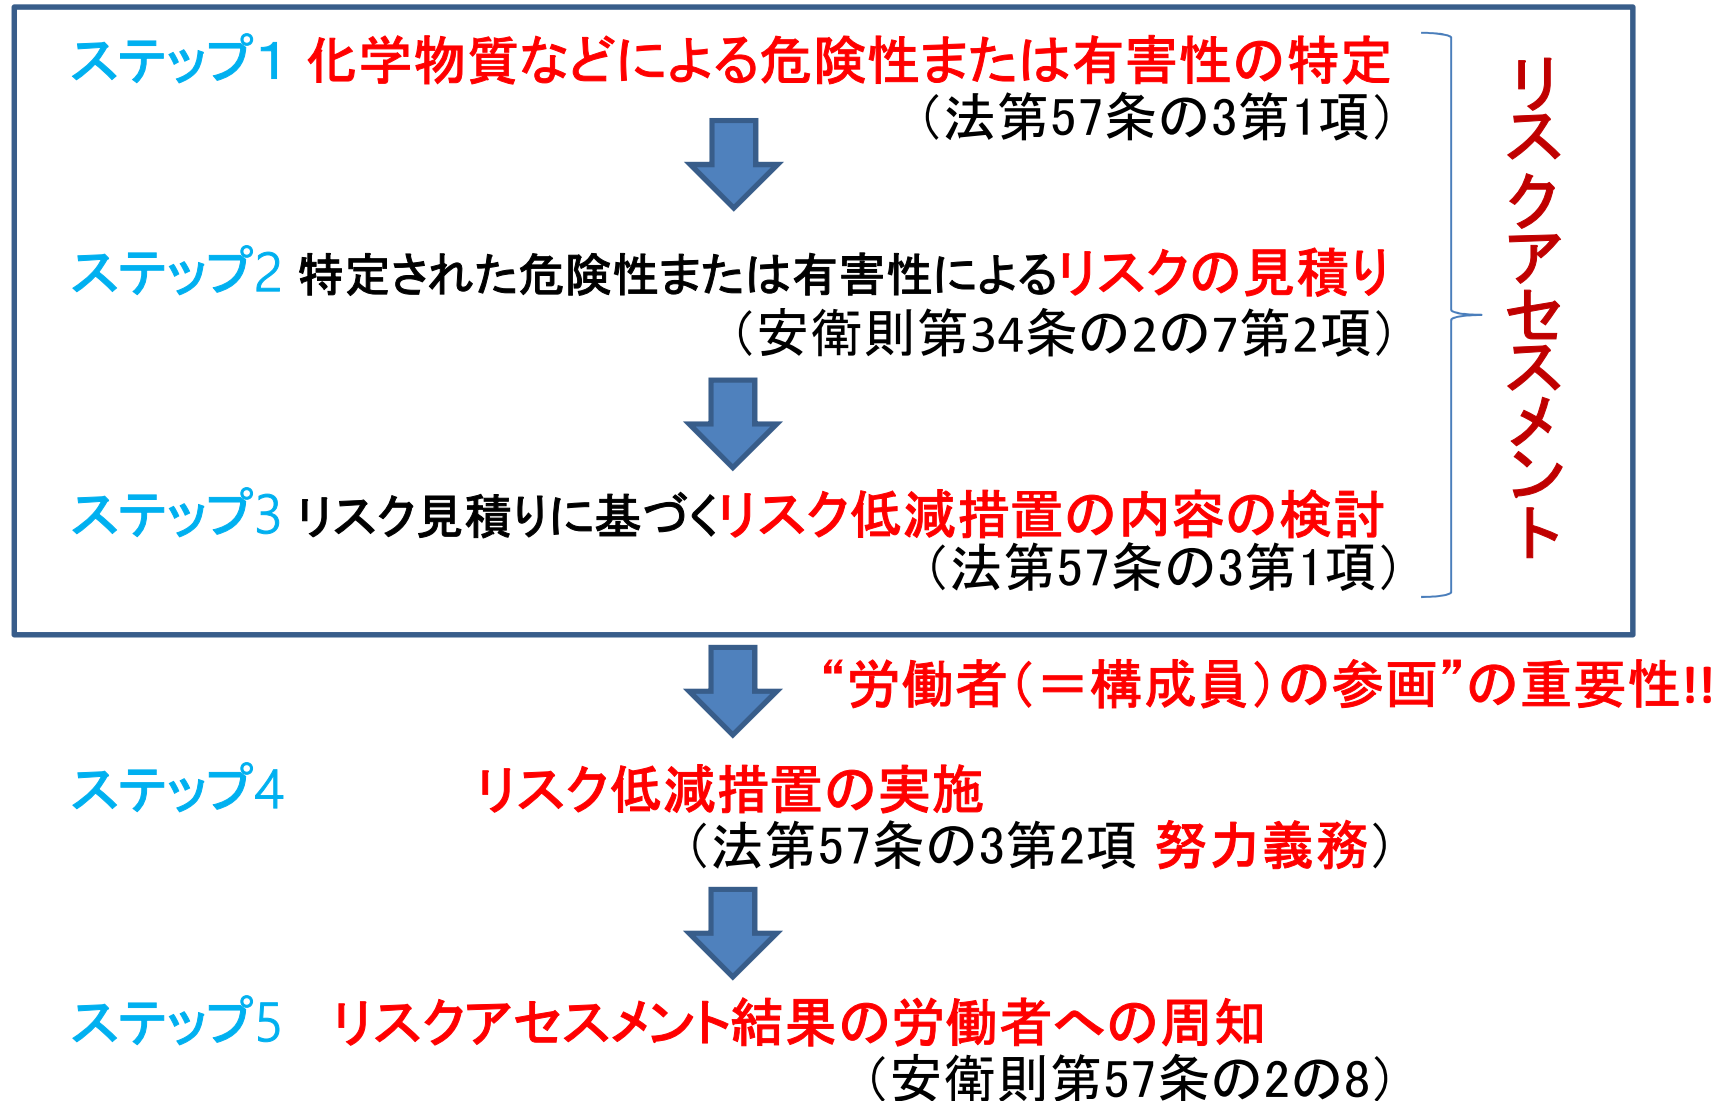 ステップ1 化学物質などによる危険性または有害性の特定
(法第57条の3第1項)
ステップ2 特定された危険性または有害性によるリスクの見積り
(安衛則第34条の2の7第2項)
ステップ3 リスク見積りに基づくリスク低減措置の内容の検討
(法第57条の3第1項)
リスクアセスメント
“労働者(=構成員)の参画”の重要性!!
ステップ4 リスク低減措置の実施
(法第57条の3第2項 努力義務)
ステップ5 リスクアセスメント結果の労働者への周知
(安衛則第57条の2の8)